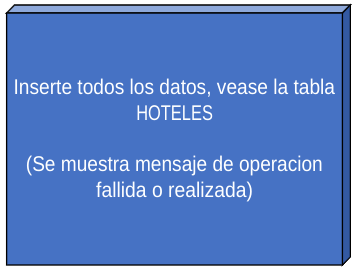 Inserte todos los datos, vease la tabla
HOTELES
(Se muestra mensaje de operacion
fallida o realizada)